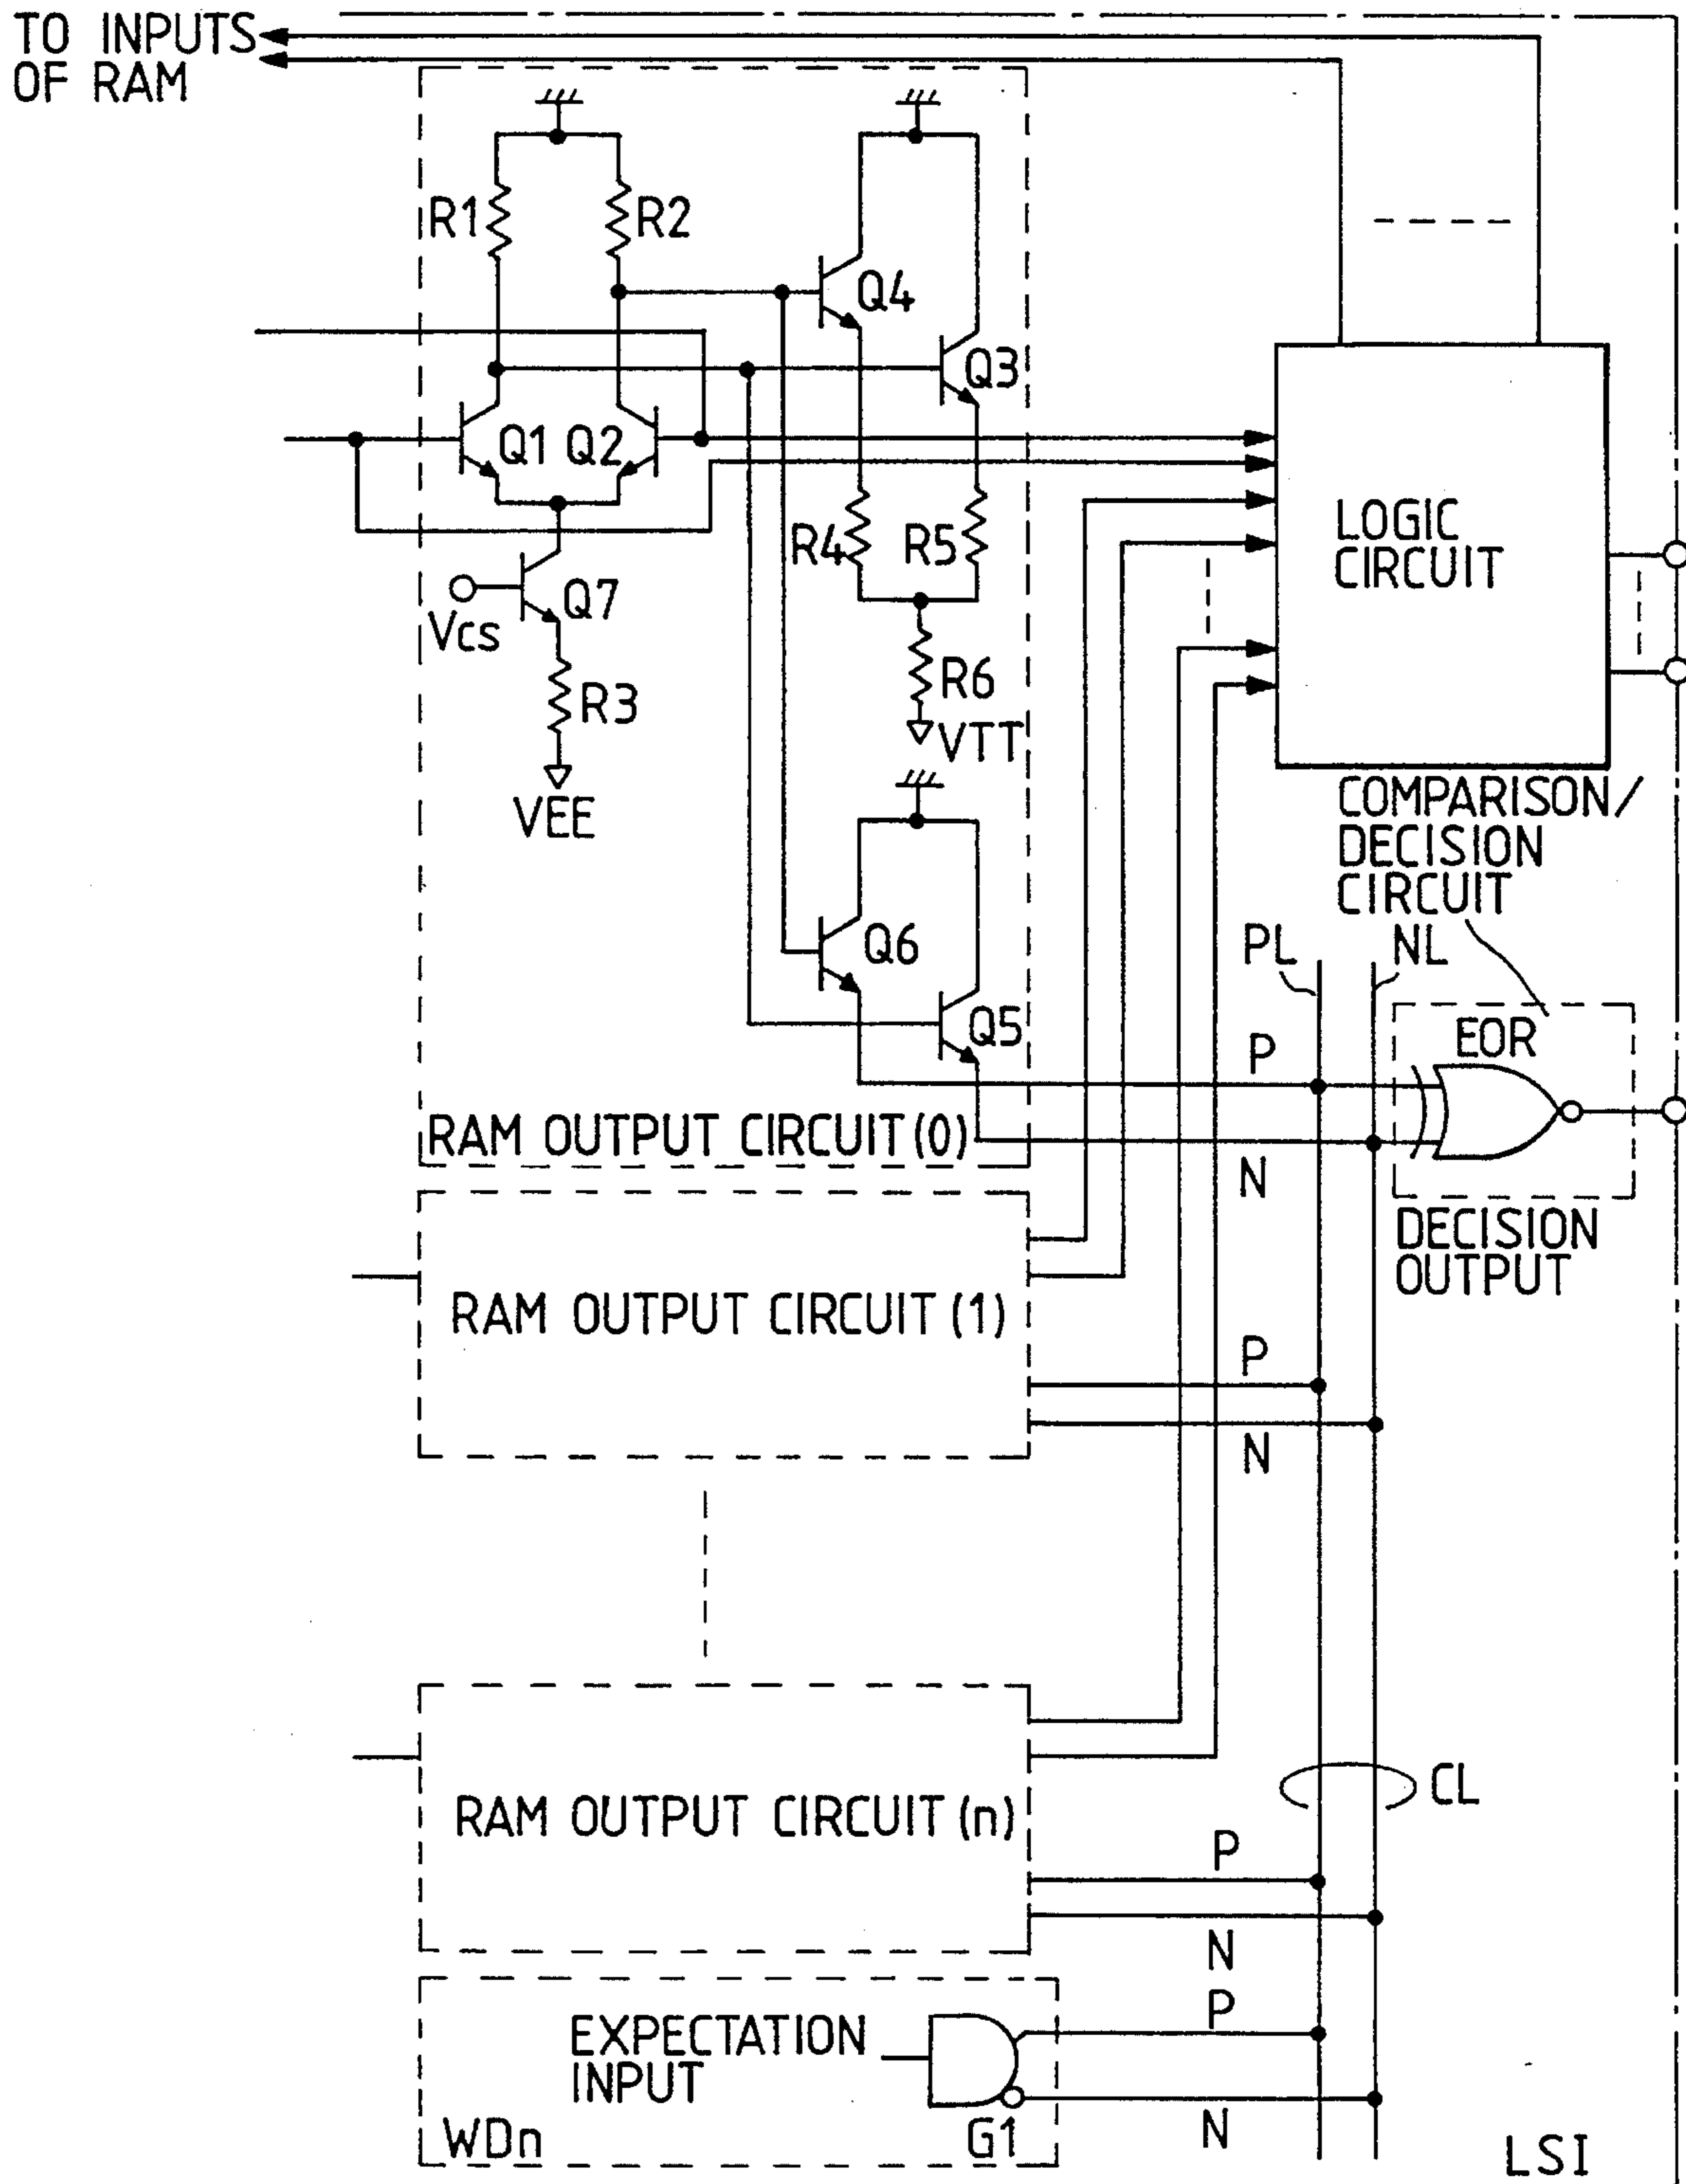 TO INPUTS
OF RAM
R1
R2
Q4
Q3
Q1
Q2
LOGIC
CIRCUIT
R4
R5
Q7
Vcs
R6
R3
VTT
VEE
COMPARISON/
DECISION
CIRCUIT
Q6
PL
NL
Q5
EOR
P
RAM OUTPUT CIRCUIT (0)
N
DECISION
OUTPUT
RAM OUTPUT CIRCUIT (1)
P
N
CL
RAM OUTPUT CIRCUIT (n)
P
N
P
EXPECTATION
INPUT
WDn
G1
N
LSI